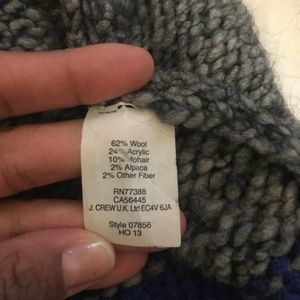 62% Wool
24% Acrylic
10% Mohair
2% Alpaca
2% Other Fiber
RN77388
CA56445
J. CREW U.K. Ltd EC4V 6JA
Style 07856
HO 13